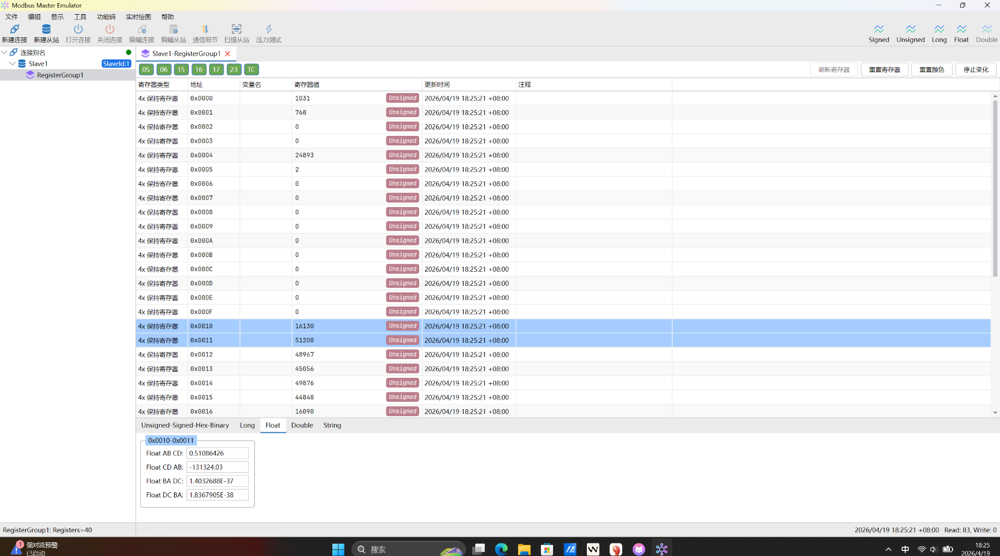 Modbus Master Emulator
文件 编辑 显示 工具 功能码 实时绘图 帮助
新建连接 新建从站 打开连接 关闭连接 编辑连接 编辑从站 通信细节 扫描从站 压力测试 Signed Unsigned Long Float Double
连接别名
Slave1 SlaveId:1
RegisterGroup1
Slave1-RegisterGroup1
05 06 15 16 17 23 TC 刷新寄存器 重置寄存器 重置颜色 停止变化
寄存器类型 地址 变量名 寄存器值 更新时间 注释
4x 保持寄存器 0x0000 1031 Unsigned 2026/04/19 18:25:21 +08:00
4x 保持寄存器 0x0001 768 Unsigned 2026/04/19 18:25:21 +08:00
4x 保持寄存器 0x0002 0 Unsigned 2026/04/19 18:25:21 +08:00
4x 保持寄存器 0x0003 0 Unsigned 2026/04/19 18:25:21 +08:00
4x 保持寄存器 0x0004 24893 Unsigned 2026/04/19 18:25:21 +08:00
4x 保持寄存器 0x0005 2 Unsigned 2026/04/19 18:25:21 +08:00
4x 保持寄存器 0x0006 0 Unsigned 2026/04/19 18:25:21 +08:00
4x 保持寄存器 0x0007 0 Unsigned 2026/04/19 18:25:21 +08:00
4x 保持寄存器 0x0008 0 Unsigned 2026/04/19 18:25:21 +08:00
4x 保持寄存器 0x0009 0 Unsigned 2026/04/19 18:25:21 +08:00
4x 保持寄存器 0x000A 0 Unsigned 2026/04/19 18:25:21 +08:00
4x 保持寄存器 0x000B 0 Unsigned 2026/04/19 18:25:21 +08:00
4x 保持寄存器 0x000C 0 Unsigned 2026/04/19 18:25:21 +08:00
4x 保持寄存器 0x000D 0 Unsigned 2026/04/19 18:25:21 +08:00
4x 保持寄存器 0x000E 0 Unsigned 2026/04/19 18:25:21 +08:00
4x 保持寄存器 0x000F 0 Unsigned 2026/04/19 18:25:21 +08:00
4x 保持寄存器 0x0010 16130 Unsigned 2026/04/19 18:25:21 +08:00
4x 保持寄存器 0x0011 51200 Unsigned 2026/04/19 18:25:21 +08:00
4x 保持寄存器 0x0012 48967 Unsigned 2026/04/19 18:25:21 +08:00
4x 保持寄存器 0x0013 45056 Unsigned 2026/04/19 18:25:21 +08:00
4x 保持寄存器 0x0014 49876 Unsigned 2026/04/19 18:25:21 +08:00
4x 保持寄存器 0x0015 44848 Unsigned 2026/04/19 18:25:21 +08:00
4x 保持寄存器 0x0016 16090 Unsigned 2026/04/19 18:25:21 +08:00
Unsigned-Signed-Hex-Binary Long Float Double String
0x0010-0x0011
Float AB CD: 0.51086426
Float CD AB: -131324.03
Float BA DC: 1.4032688E-37
Float DC BA: 1.8367905E-38
RegisterGroup1: Registers=40 2026/04/19 18:25:21 +08:00 Read: 83, Write: 0
1 强对流预警
已启动
搜索
中
18:25
2026/4/19